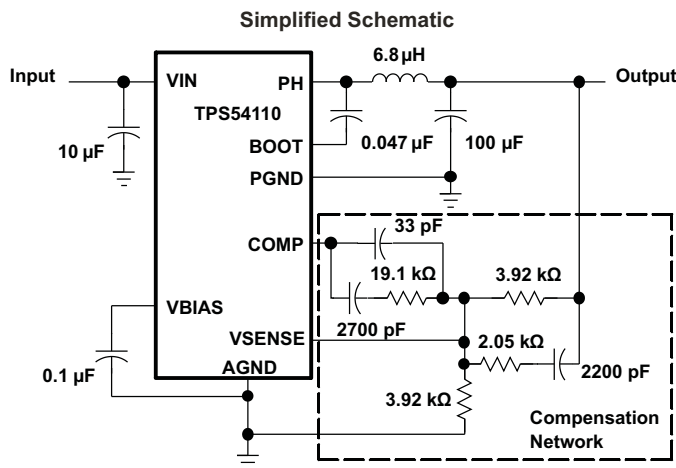 Simplified Schematic
Input
VIN
PH
6.8 µH
Output
TPS54110
10 µF
BOOT
0.047 µF
100 µF
PGND
COMP
33 pF
19.1 kΩ
3.92 kΩ
VBIAS
2700 pF
VSENSE
2.05 kΩ
0.1 µF
AGND
2200 pF
3.92 kΩ
Compensation
Network